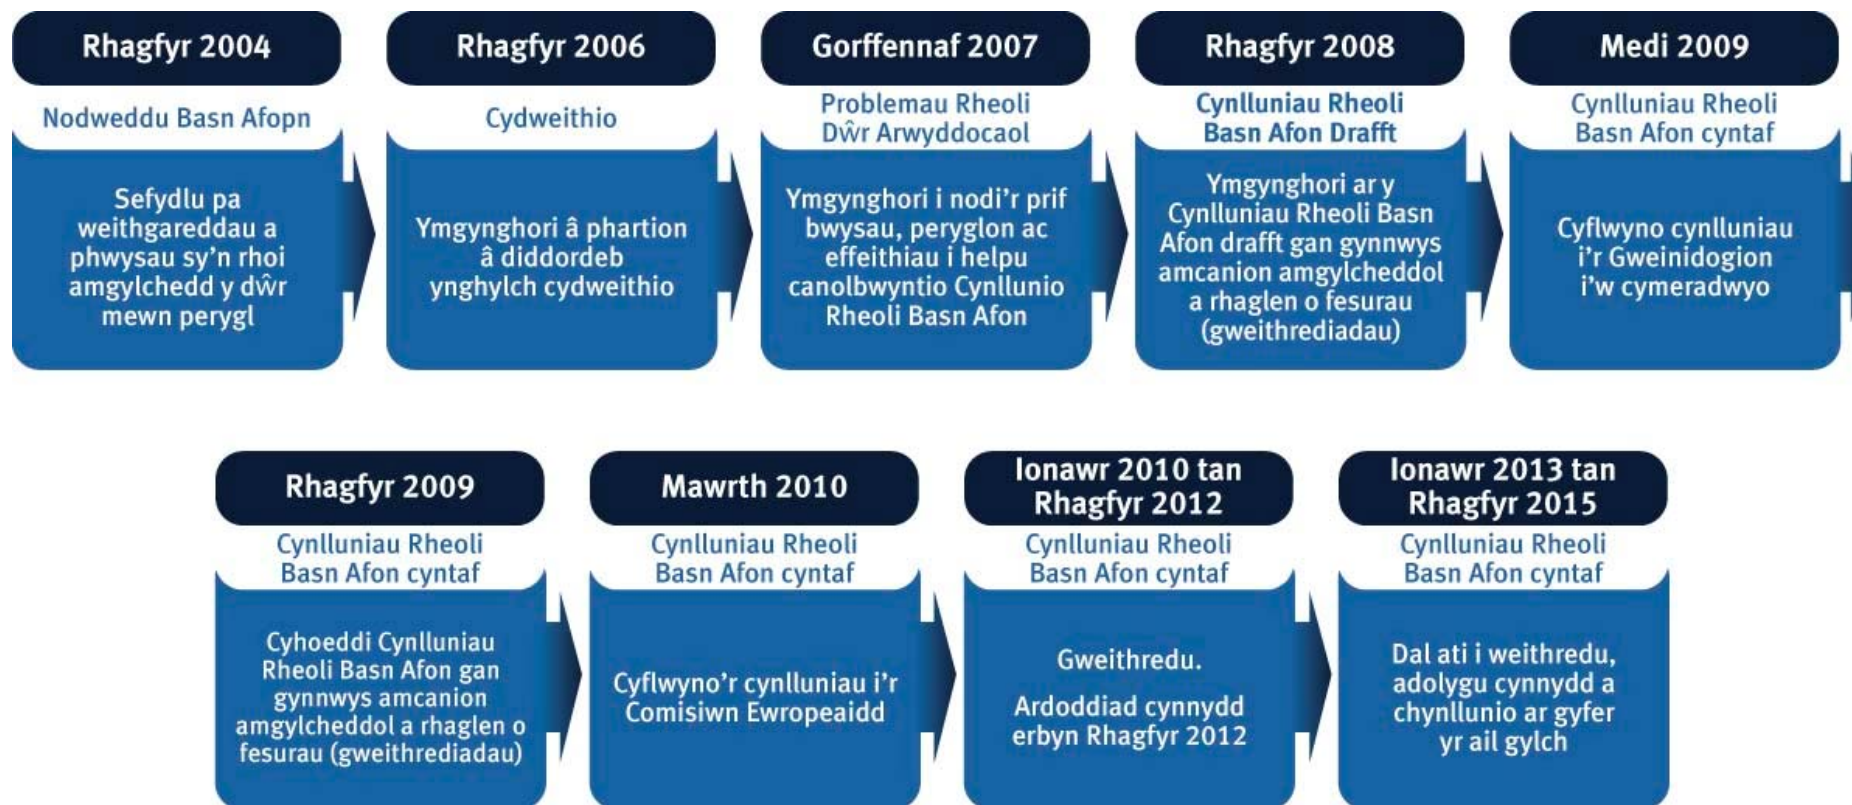 Rhagfyr 2004
Nodweddu Basn Afopn
Sefydlu pa
weithgareddau a
phwysau sy'n rhoi
amgylchedd y dŵr
mewn perygl
Rhagfyr 2006
Cydweithio
Ymgynghori â phartion
â diddordeb
ynghylch cydweithio
Gorffennaf 2007
Problemau Rheoli
Dŵr Arwyddocaol
Ymgynghori i nodi'r prif
bwysau, peryglon ac
effeithiau i helpu
canolbwyntio Cynllunio
Rheoli Basn Afon
Rhagfyr 2008
Cynlluniau Rheoli
Basn Afon Drafft
Ymgynghori ar y
Cynlluniau Rheoli Basn
Afon drafft gan gynnwys
amcanion amgylcheddol
a rhaglen o fesurau
(gweithrediadau)
Medi 2009
Cynlluniau Rheoli
Basn Afon cyntaf
Cyflwyno cynlluniau
i'r Gweinidogion
i'w cymeradwyo
Rhagfyr 2009
Cynlluniau Rheoli
Basn Afon cyntaf
Cyhoeddi Cynlluniau
Rheoli Basn Afon gan
gynnwys amcanion
amgylcheddol a rhaglen o
fesurau (gweithrediadau)
Mawrth 2010
Cynlluniau Rheoli
Basn Afon cyntaf
Cyflwyno'r cynlluniau i'r
Comisiwn Ewropeaidd
Ionawr 2010 tan
Rhagfyr 2012
Cynlluniau Rheoli
Basn Afon cyntaf
Gweithredu.
Ardoddiad cynnydd
erbyn Rhagfyr 2012
Ionawr 2013 tan
Rhagfyr 2015
Cynlluniau Rheoli
Basn Afon cyntaf
Dal ati i weithredu,
adolygu cynnydd a
chynllunio ar gyfer
yr ail gylch